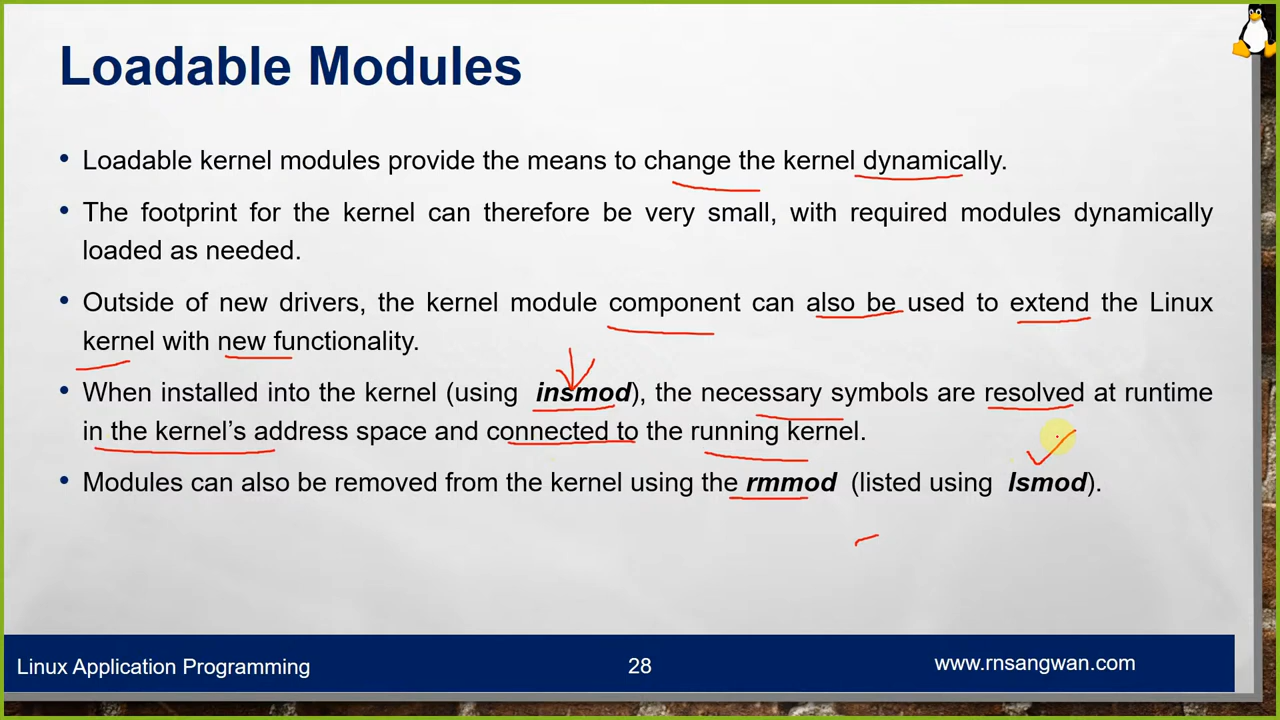 Loadable Modules
• Loadable kernel modules provide the means to change the kernel dynamically.
• The footprint for the kernel can therefore be very small, with required modules dynamically
loaded as needed.
• Outside of new drivers, the kernel module component can also be used to extend the Linux
kernel with new functionality.
• When installed into the kernel (using insmod), the necessary symbols are resolved at runtime
in the kernel's address space and connected to the running kernel.
• Modules can also be removed from the kernel using the rmmod (listed using lsmod).
Linux Application Programming
28
www.rnsangwan.com